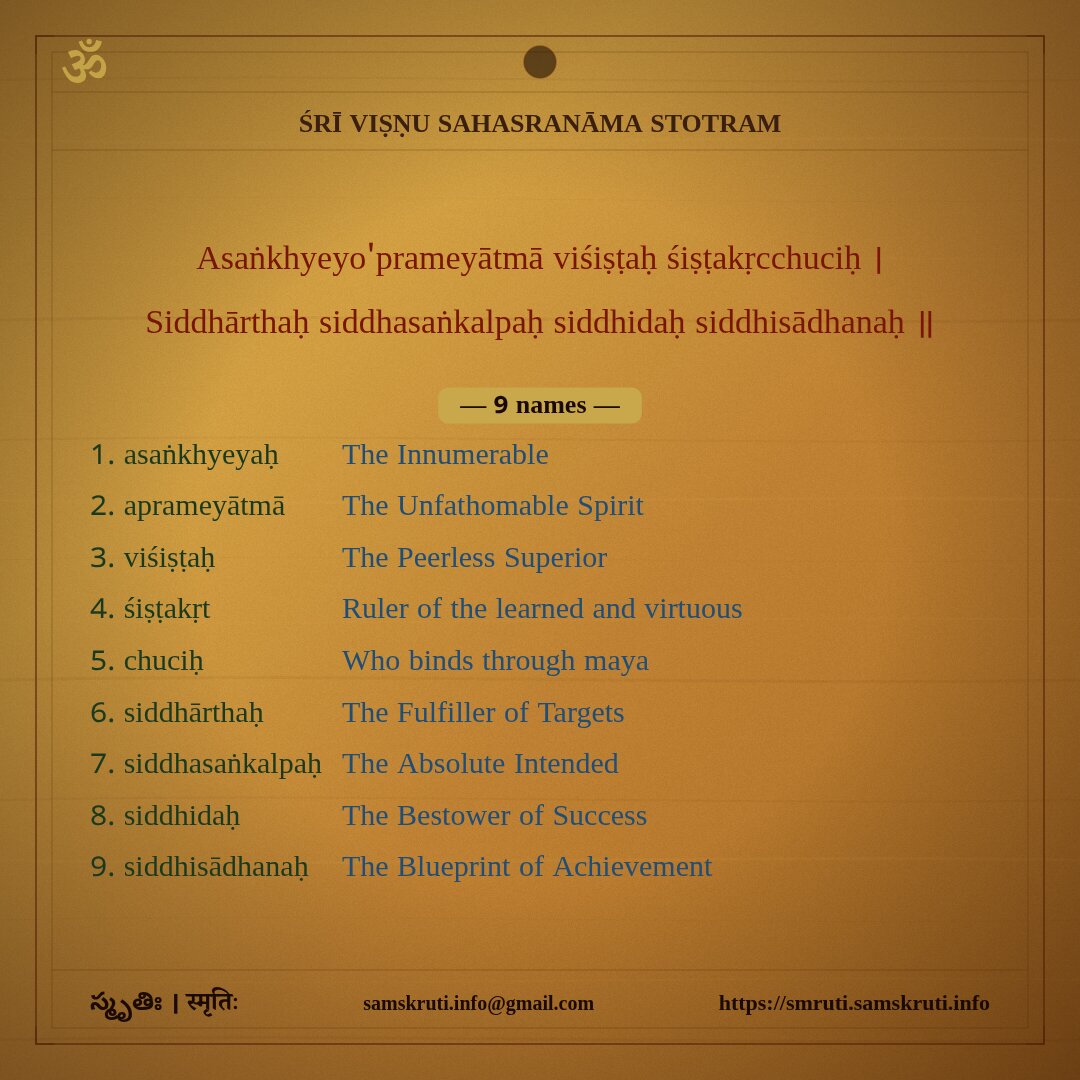 ॐ
ŚRĪ VIṢṆU SAHASRANĀMA STOTRAM
Asaṅkhyeyoˈprameyātmā viśiṣṭaḥ śiṣṭakṛcchuciḥ ।
Siddhārthaḥ siddhasaṅkalpaḥ siddhidaḥ siddhisādhanaḥ ॥
— 9 names —
1. asaṅkhyeyaḥ The Innumerable
2. aprameyātmā The Unfathomable Spirit
3. viśiṣṭaḥ The Peerless Superior
4. śiṣṭakṛt Ruler of the learned and virtuous
5. chuciḥ Who binds through maya
6. siddhārthaḥ The Fulfiller of Targets
7. siddhasaṅkalpaḥ The Absolute Intended
8. siddhidaḥ The Bestower of Success
9. siddhisādhanaḥ The Blueprint of Achievement
స్మృతిః | स्मृतिः samskruti.info@gmail.com https://smruti.samskruti.info